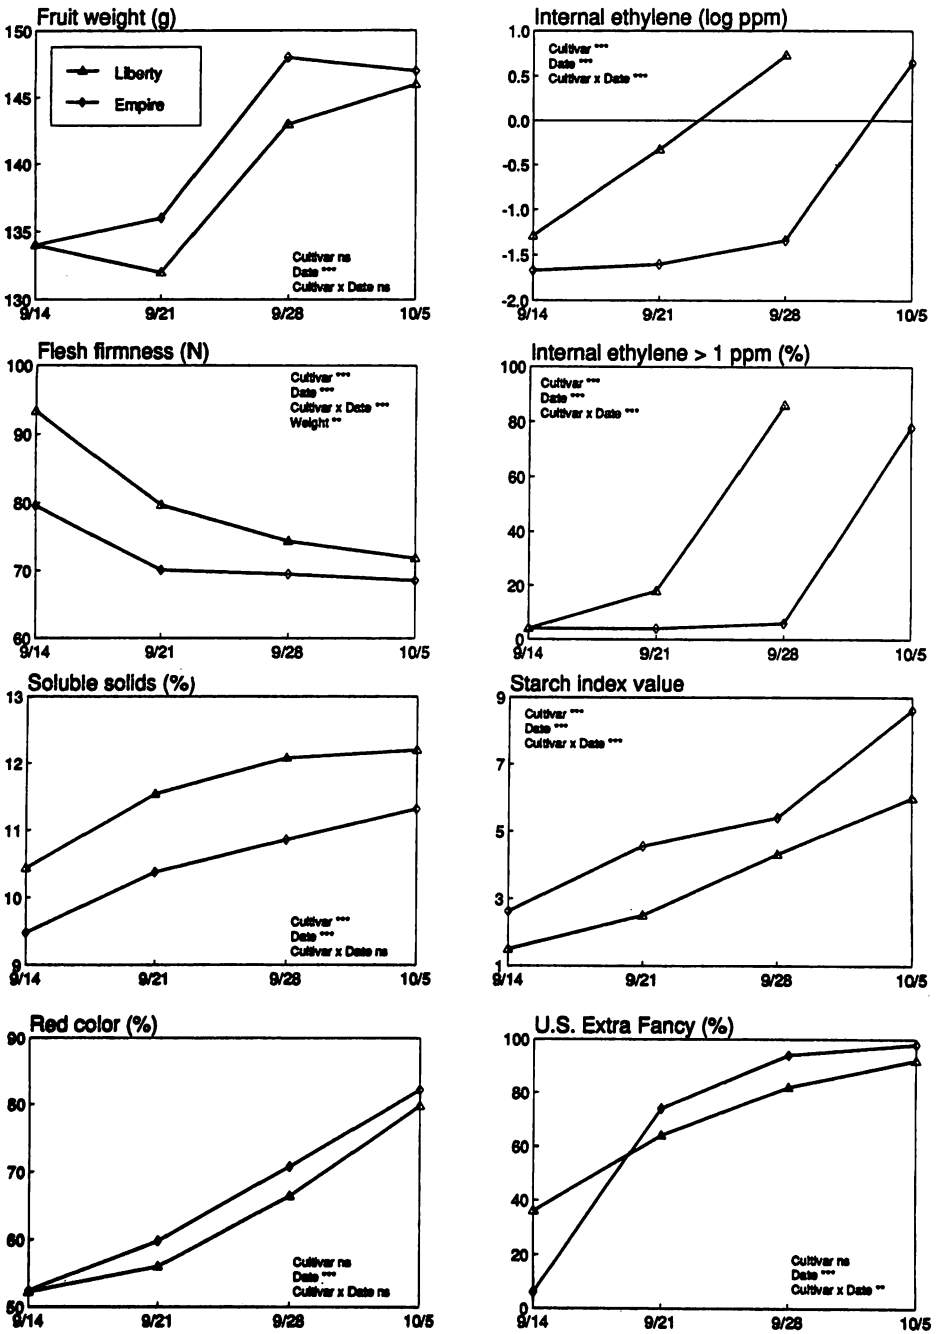 Fruit weight (g)
150
145
140
135
130
Liberty
Empire
Cultivar ns
Date ***
Cultivar x Date ns
9/14 9/21 9/28 10/5
Internal ethylene (log ppm)
1.0
0.5
0.0
-0.5
-1.0
-1.5
-2.0
Cultivar ***
Date ***
Cultivar x Date ***
9/14 9/21 9/28 10/5
Flesh firmness (N)
100
90
80
70
60
Cultivar ***
Date ***
Cultivar x Date ***
Weight **
9/14 9/21 9/28 10/5
Internal ethylene > 1 ppm (%)
100
80
60
40
20
0
Cultivar ***
Date ***
Cultivar x Date ***
9/14 9/21 9/28 10/5
Soluble solids (%)
13
12
11
10
9
Cultivar ***
Date ***
Cultivar x Date ns
9/14 9/21 9/28 10/5
Starch index value
9
7
5
3
1
Cultivar ***
Date ***
Cultivar x Date ***
9/14 9/21 9/28 10/5
Red color (%)
90
80
70
60
50
Cultivar ns
Date ***
Cultivar x Date ns
9/14 9/21 9/28 10/5
U.S. Extra Fancy (%)
100
80
60
40
20
0
Cultivar ns
Date ***
Cultivar x Date **
9/14 9/21 9/28 10/5